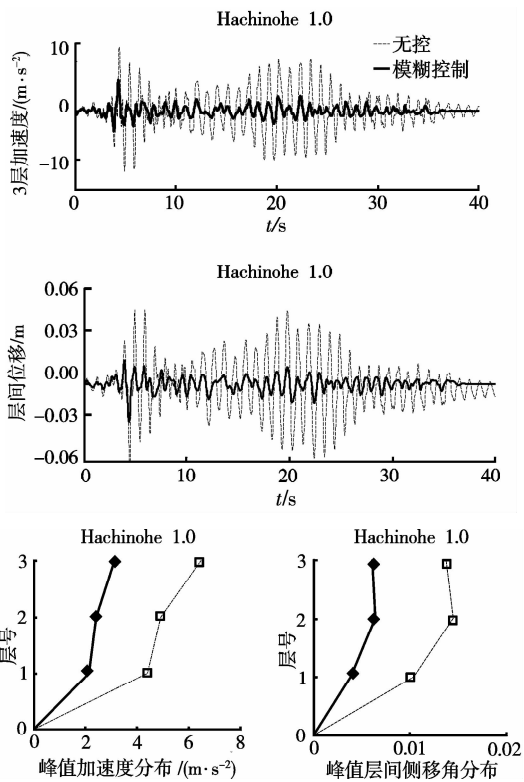 Hachinohe 1.0
无控
模糊控制
3层加速度/(m·s⁻²)
10
0
−10
0 10 20 30 40
t/s
Hachinohe 1.0
层间位移/m
0.06
0.03
0.00
−0.03
−0.06
0 10 20 30 40
t/s
Hachinohe 1.0
层号
3
2
1
0
0 2 4 6 8
峰值加速度分布/(m·s⁻²)
Hachinohe 1.0
层号
3
2
1
0
0 0.01 0.02
峰值层间侧移角分布